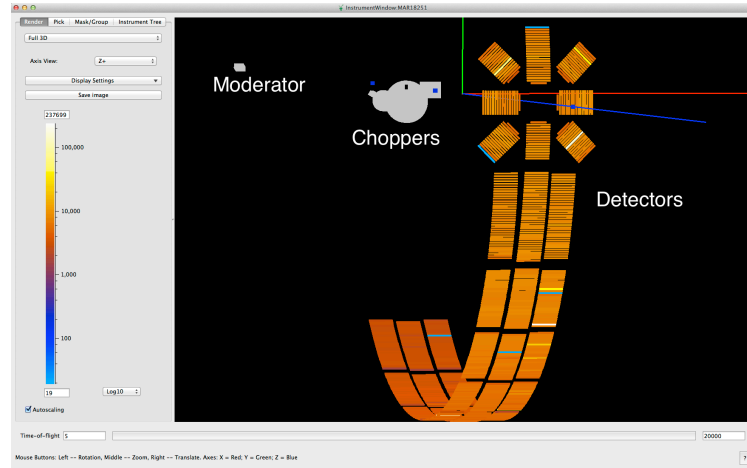 InstrumentWindow MAR18251
Render Pick Mask/Group Instrument Tree
Full 3D
Axis View: Z+
Display Settings
Save image
237699
100,000
10,000
1,000
100
19
Log10
Autoscaling
Moderator
Choppers
Detectors
Time-of-flight 5 20000
Mouse Buttons: Left -- Rotation, Middle -- Zoom, Right -- Translate. Axes: X = Red; Y = Green; Z = Blue
?